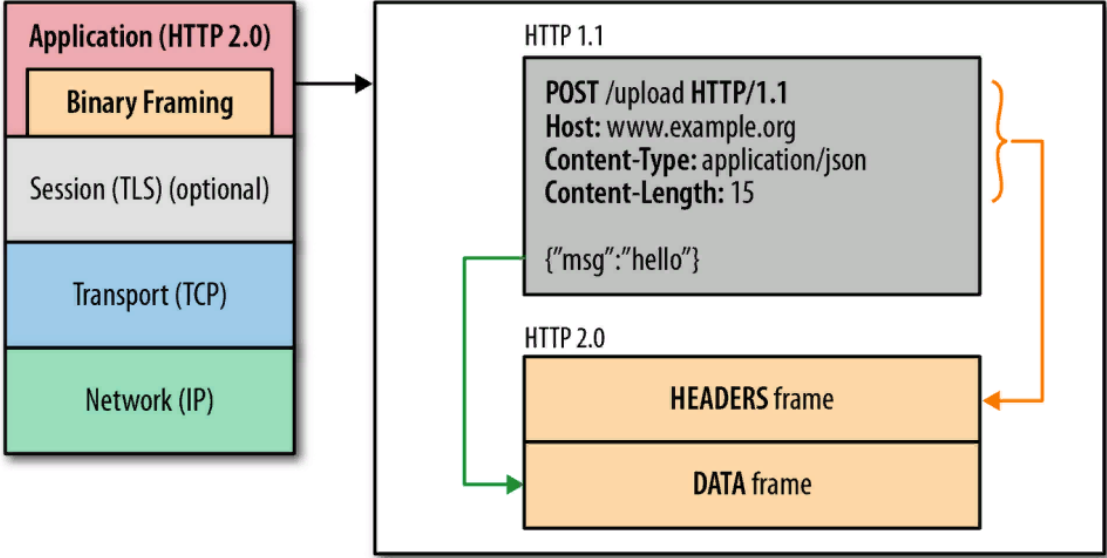 Application (HTTP 2.0)
Binary Framing
Session (TLS) (optional)
Transport (TCP)
Network (IP)
HTTP 1.1
POST /upload HTTP/1.1
Host: www.example.org
Content-Type: application/json
Content-Length: 15
{”msg”:”hello”}
HTTP 2.0
HEADERS frame
DATA frame